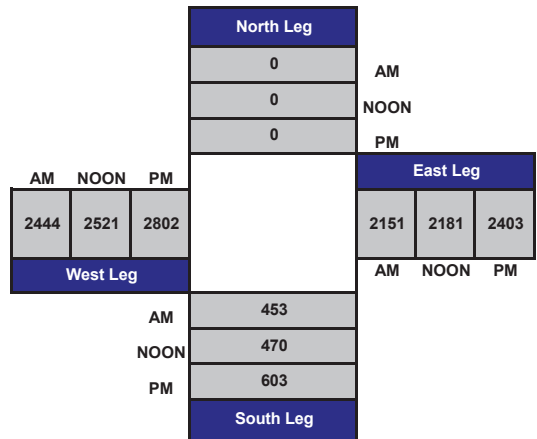 North Leg
0
AM
0
NOON
0
PM
East Leg
AM NOON PM
2444 2521 2802
2151 2181 2403
West Leg
AM NOON PM
453
AM
470
NOON
603
PM
South Leg